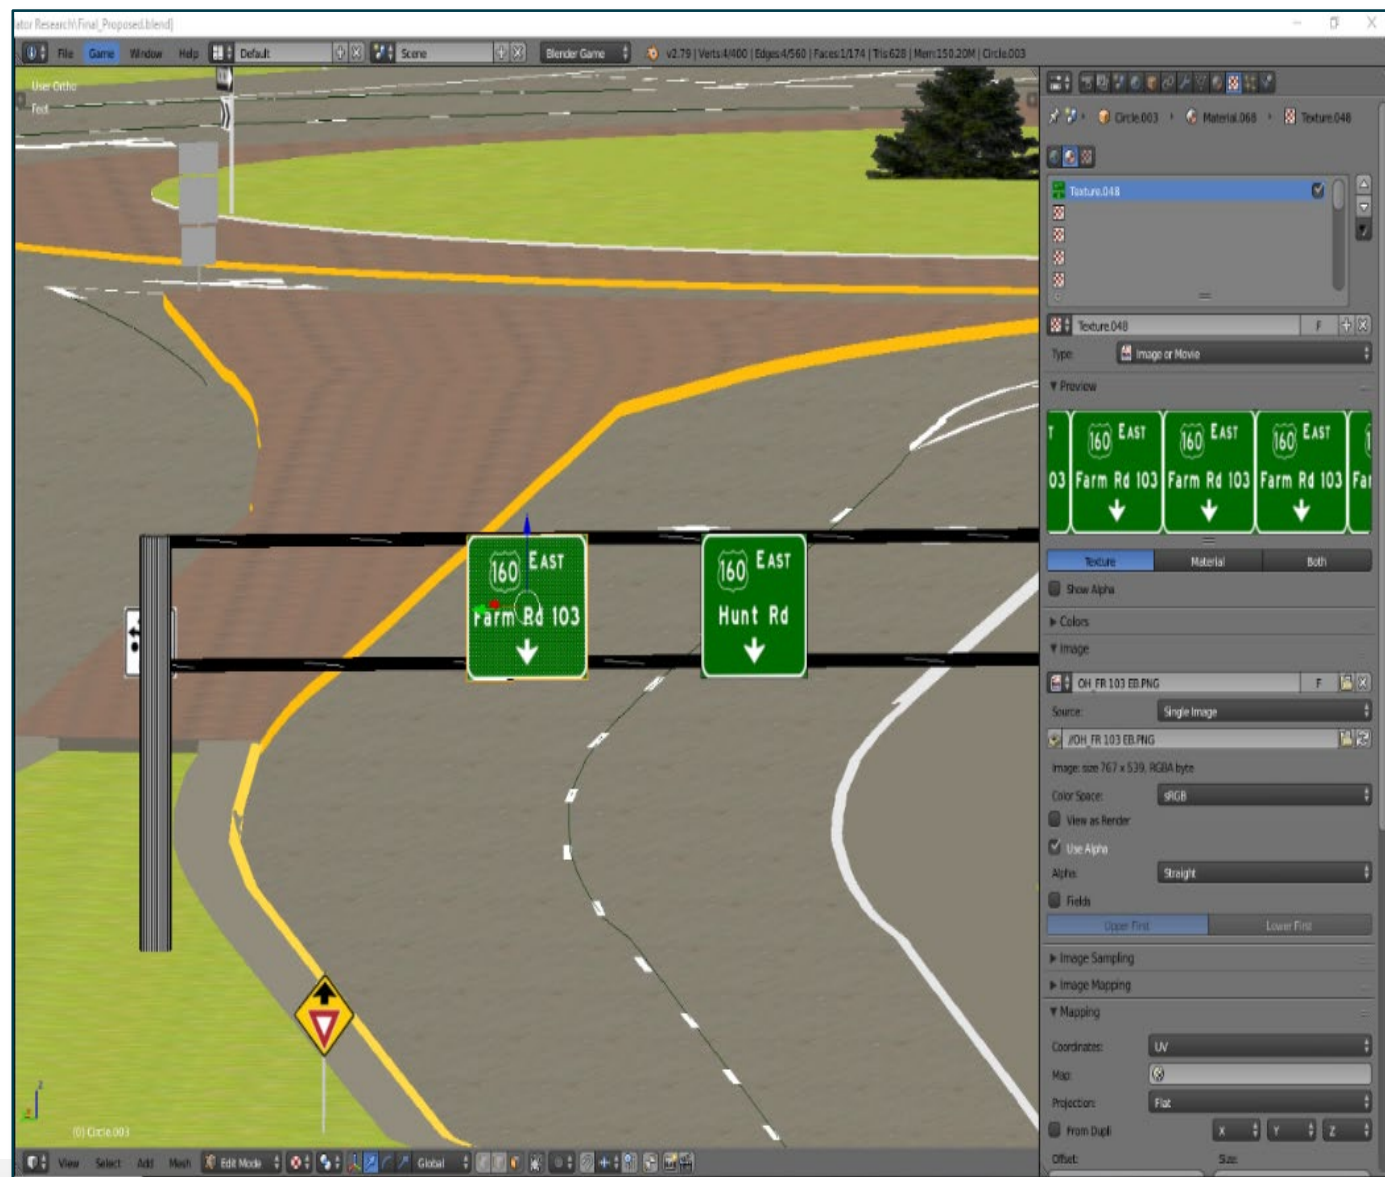 ator Research\Final_Proposed.blend]
File Game Window Help Default Scene Blender Game v2.79 | Verts:4/400 | Edges:4/560 | Faces:1/174 | Tris:628 | Mem:150.20M | Circle.003
User Ortho
Feet
Circle.003 Material.068 Texture.048
Texture.048
Texture.048 F
Type: Image or Movie
Preview
T 160 EAST 160 EAST 160 EAST
03 Farm Rd 103 Farm Rd 103 Farm Rd 103 Far
Texture Material Both
Show Alpha
Colors
Image
OH_FR 103 EB.PNG F
Source: Single Image
//OH_FR 103 EB.PNG
Image: size 767 x 539, RGBA byte
Color Space: sRGB
View as Render
Use Alpha
Alpha: Straight
Fields
Upper First Lower First
Image Sampling
Image Mapping
Mapping
Coordinates: UV
Map:
Projection: Flat
From Dupli X Y Z
Offset: Size:
160 EAST
Farm Rd 103
160 EAST
Hunt Rd
z
(0) Circle.003
View Select Add Mesh Edit Mode Global